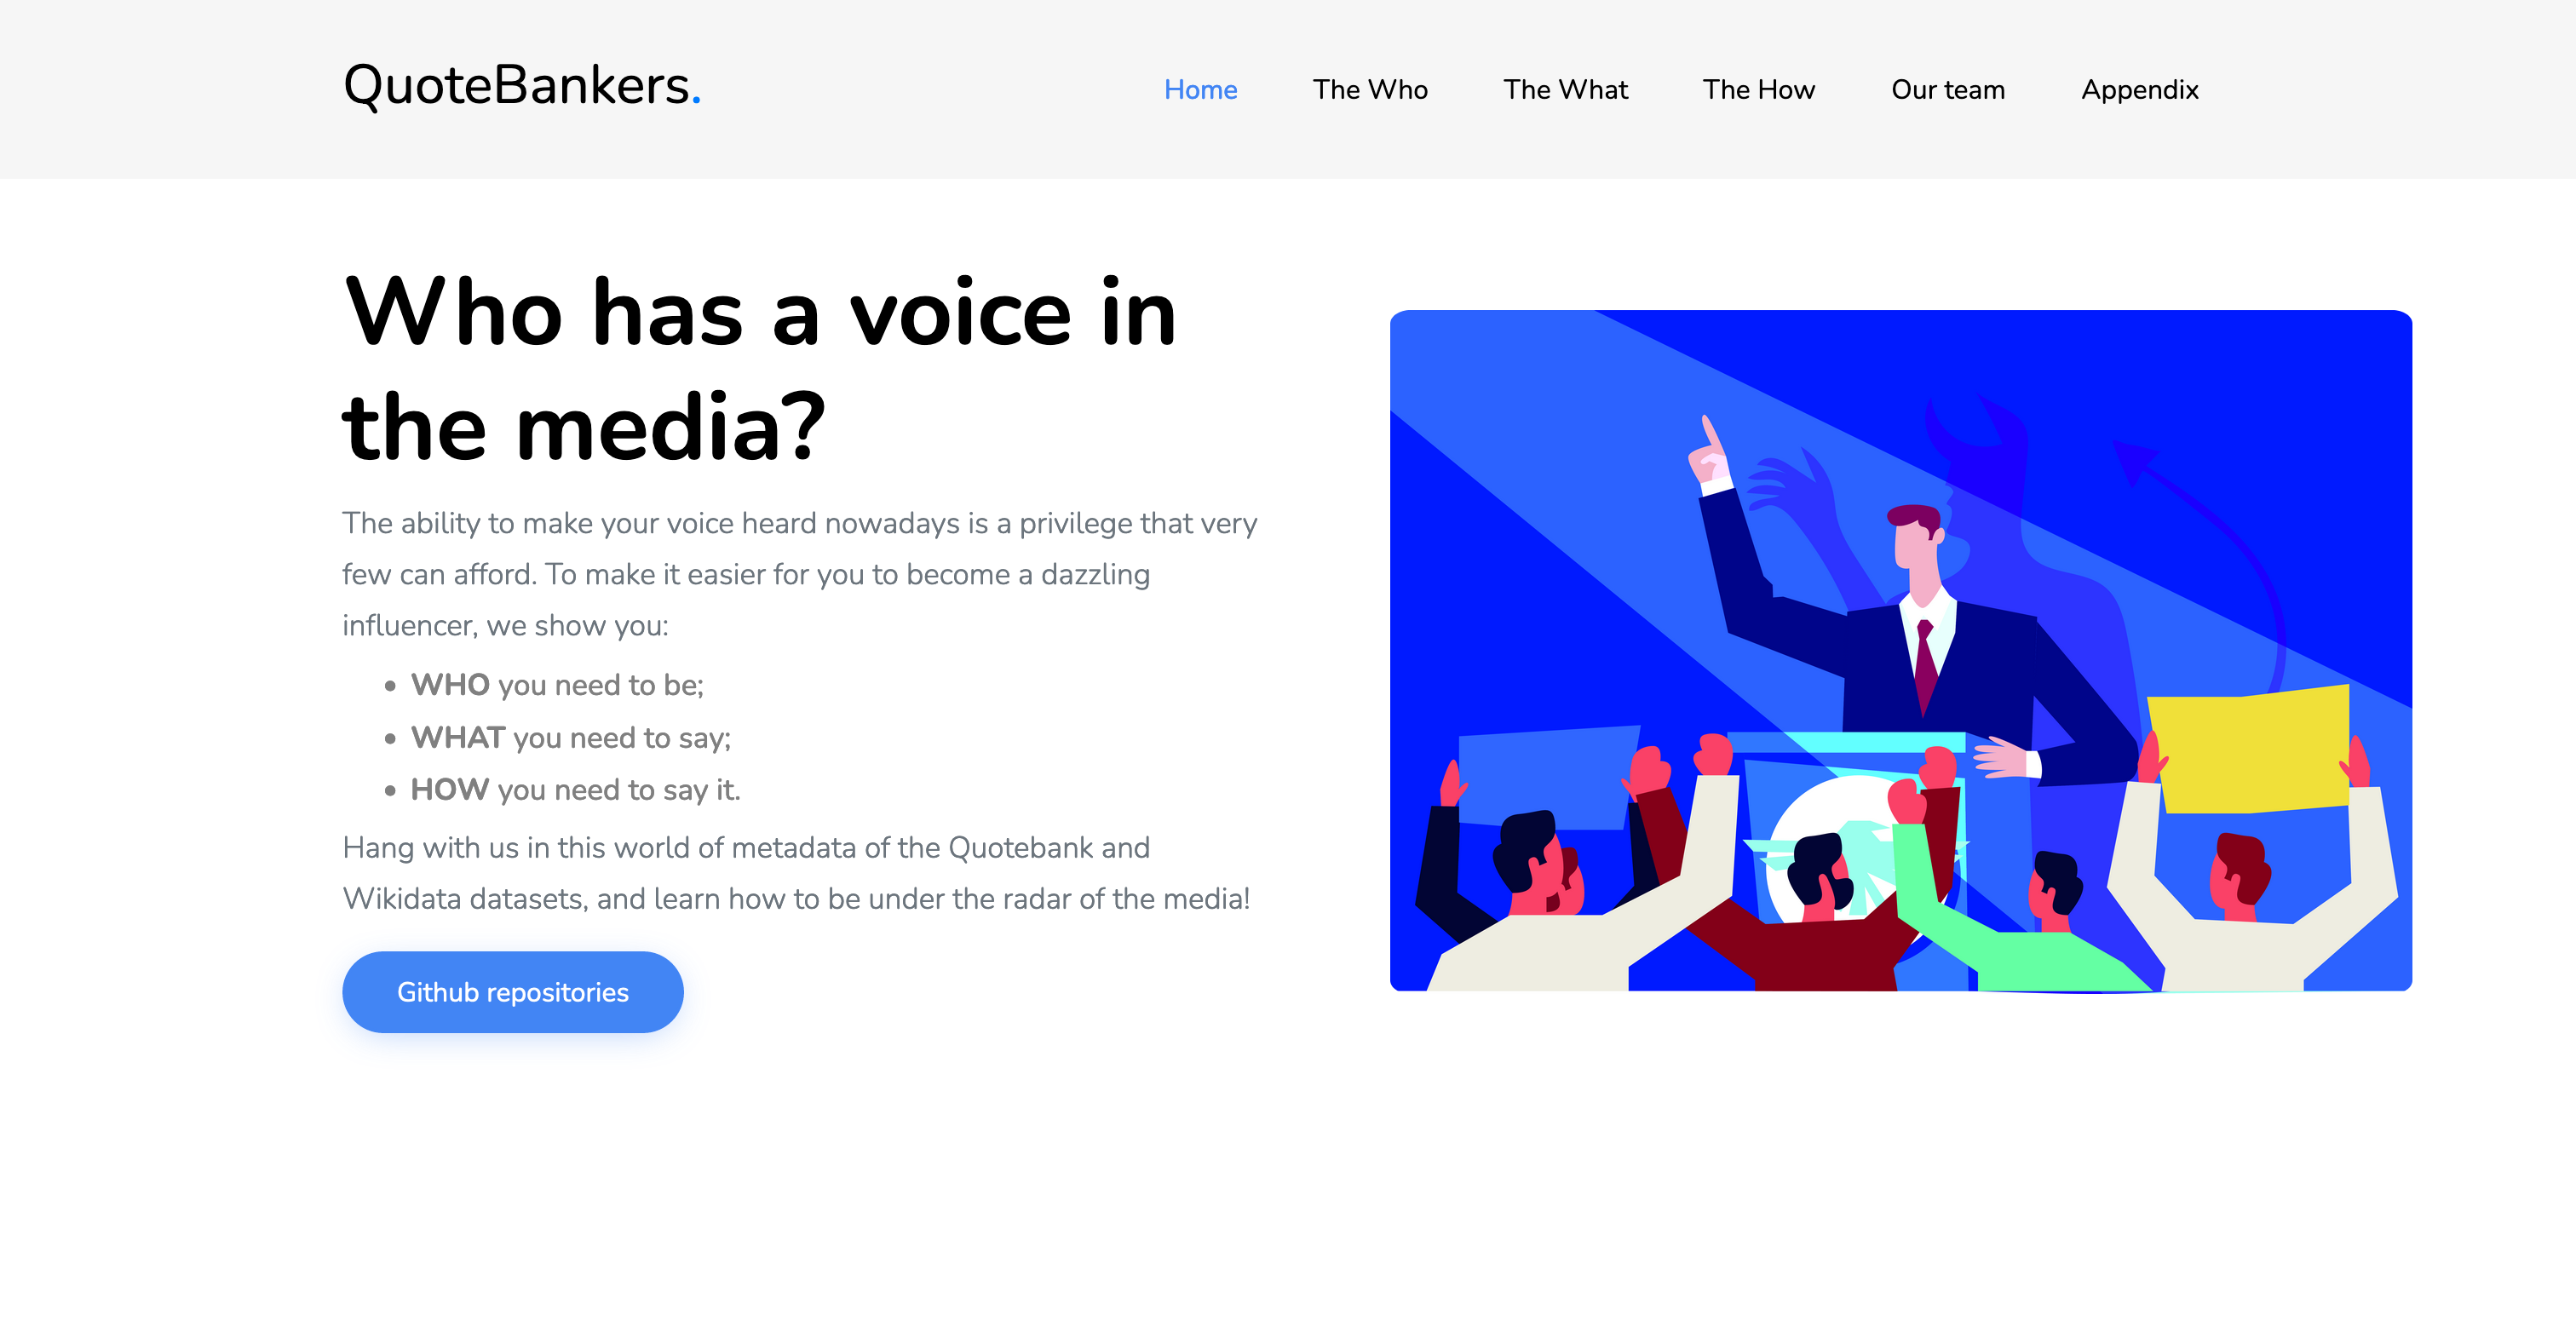 QuoteBankers.
Home
The Who
The What
The How
Our team
Appendix
Who has a voice in
the media?
The ability to make your voice heard nowadays is a privilege that very
few can afford. To make it easier for you to become a dazzling
influencer, we show you:
• WHO you need to be;
• WHAT you need to say;
• HOW you need to say it.
Hang with us in this world of metadata of the Quotebank and
Wikidata datasets, and learn how to be under the radar of the media!
Github repositories